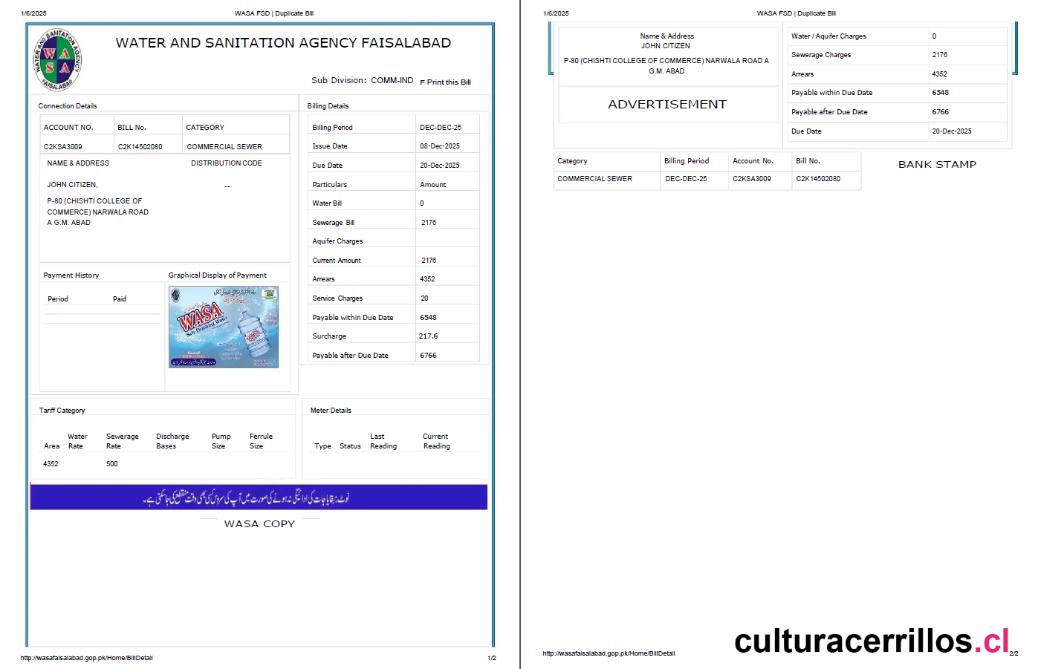 1/6/2025
WASA FSD | Duplicate Bill
WATER AND SANITATION AGENCY FAISALABAD
WATER AND SANITATION AGENCY
WASA
FAISALABAD
Sub Division: COMM-IND
F Print this Bill
Connection Details
ACCOUNT NO. BILL No. CATEGORY
C2KSA3009 C2K14502080 COMMERCIAL SEWER
NAME & ADDRESS DISTRIBUTION CODE
JOHN CITIZEN, --
P-80 (CHISHTI COLLEGE OF
COMMERCE) NARWALA ROAD
A G.M. ABAD
Payment History
Period Paid
Graphical Display of Payment
WASA
Safe Drinking Water
Billing Details
Billing Period DEC-DEC-25
Issue Date 08-Dec-2025
Due Date 20-Dec-2025
Particulars Amount
Water Bill 0
Sewerage Bill 2176
Aquifer Charges
Current Amount 2176
Arrears 4352
Service Charges 20
Payable within Due Date 6548
Surcharge 217.6
Payable after Due Date 6766
Tariff Category
Area Water Rate Sewerage Rate Discharge Bases Pump Size Ferrule Size
4352 500
Meter Details
Type Status Last Reading Current Reading
نوٹ: بقایا جات کی ادائیگی نہ ہونے کی صورت میں آپ کی سروس کسی بھی وقت منقطع کی جا سکتی ہے۔
WASA COPY
http://wasafaisalabad.gop.pk/Home/BillDetail
1/2
1/6/2025
WASA FSD | Duplicate Bill
Name & Address
JOHN CITIZEN
P-80 (CHISHTI COLLEGE OF COMMERCE) NARWALA ROAD A
G.M. ABAD
ADVERTISEMENT
Water / Aquifer Charges 0
Sewerage Charges 2176
Arrears 4352
Payable within Due Date 6548
Payable after Due Date 6766
Due Date 20-Dec-2025
Category Billing Period Account No. Bill No.
COMMERCIAL SEWER DEC-DEC-25 C2KSA3009 C2K14502080
BANK STAMP
http://wasafaisalabad.gop.pk/Home/BillDetail
2/2
culturacerrillos.cl